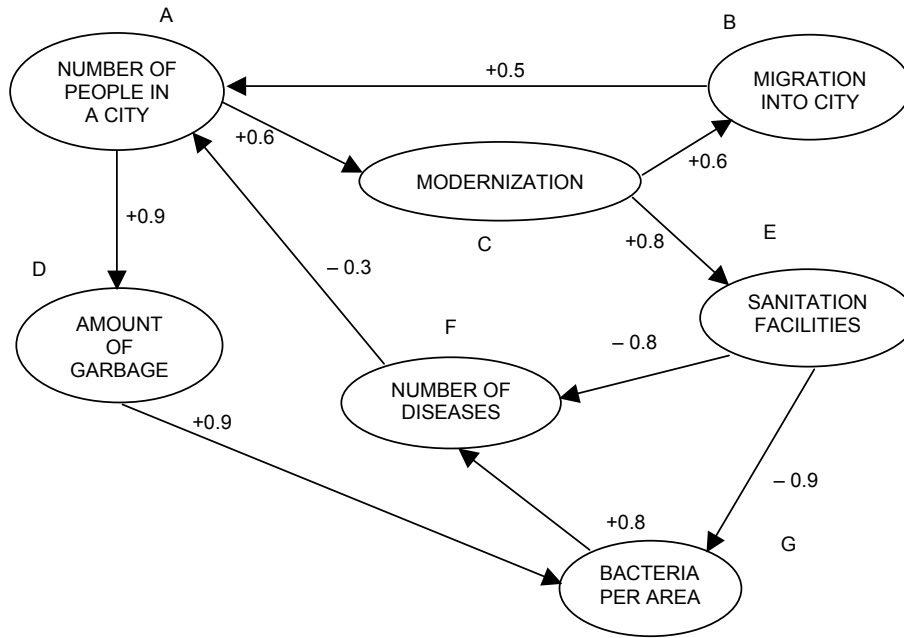 A
B
NUMBER OF
PEOPLE IN
A CITY
+0.5
MIGRATION
INTO CITY
+0.6
+0.6
MODERNIZATION
C
+0.9
+0.8
E
D
– 0.3
SANITATION
FACILITIES
AMOUNT
OF
GARBAGE
F
– 0.8
NUMBER OF
DISEASES
+0.9
– 0.9
+0.8
G
BACTERIA
PER AREA